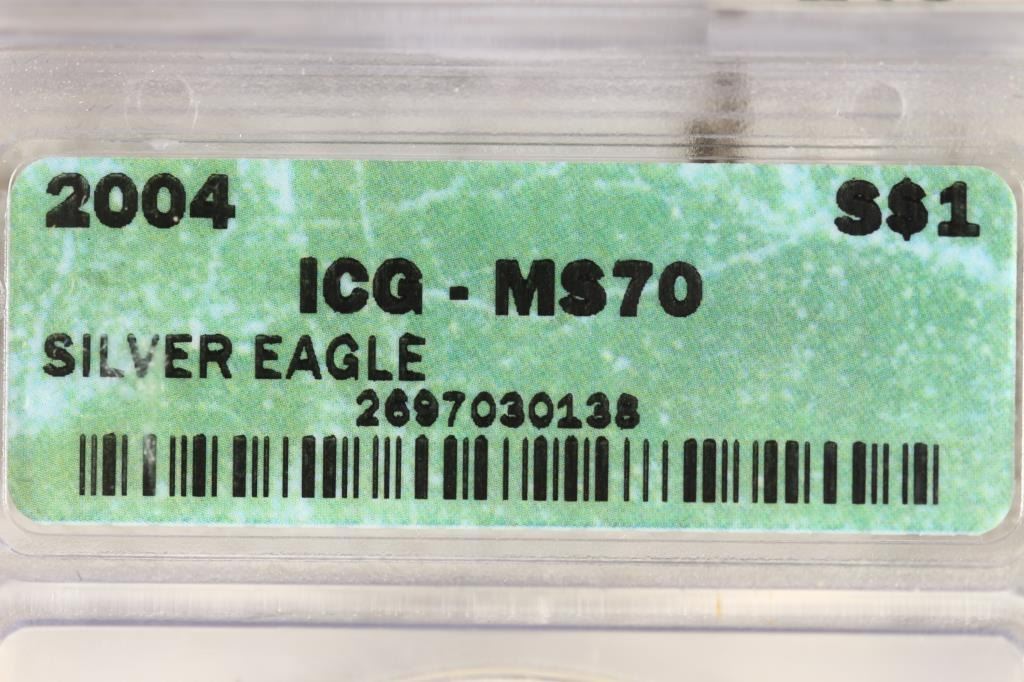 2004 S$1
ICG - MS70
SILVER EAGLE
2697030138